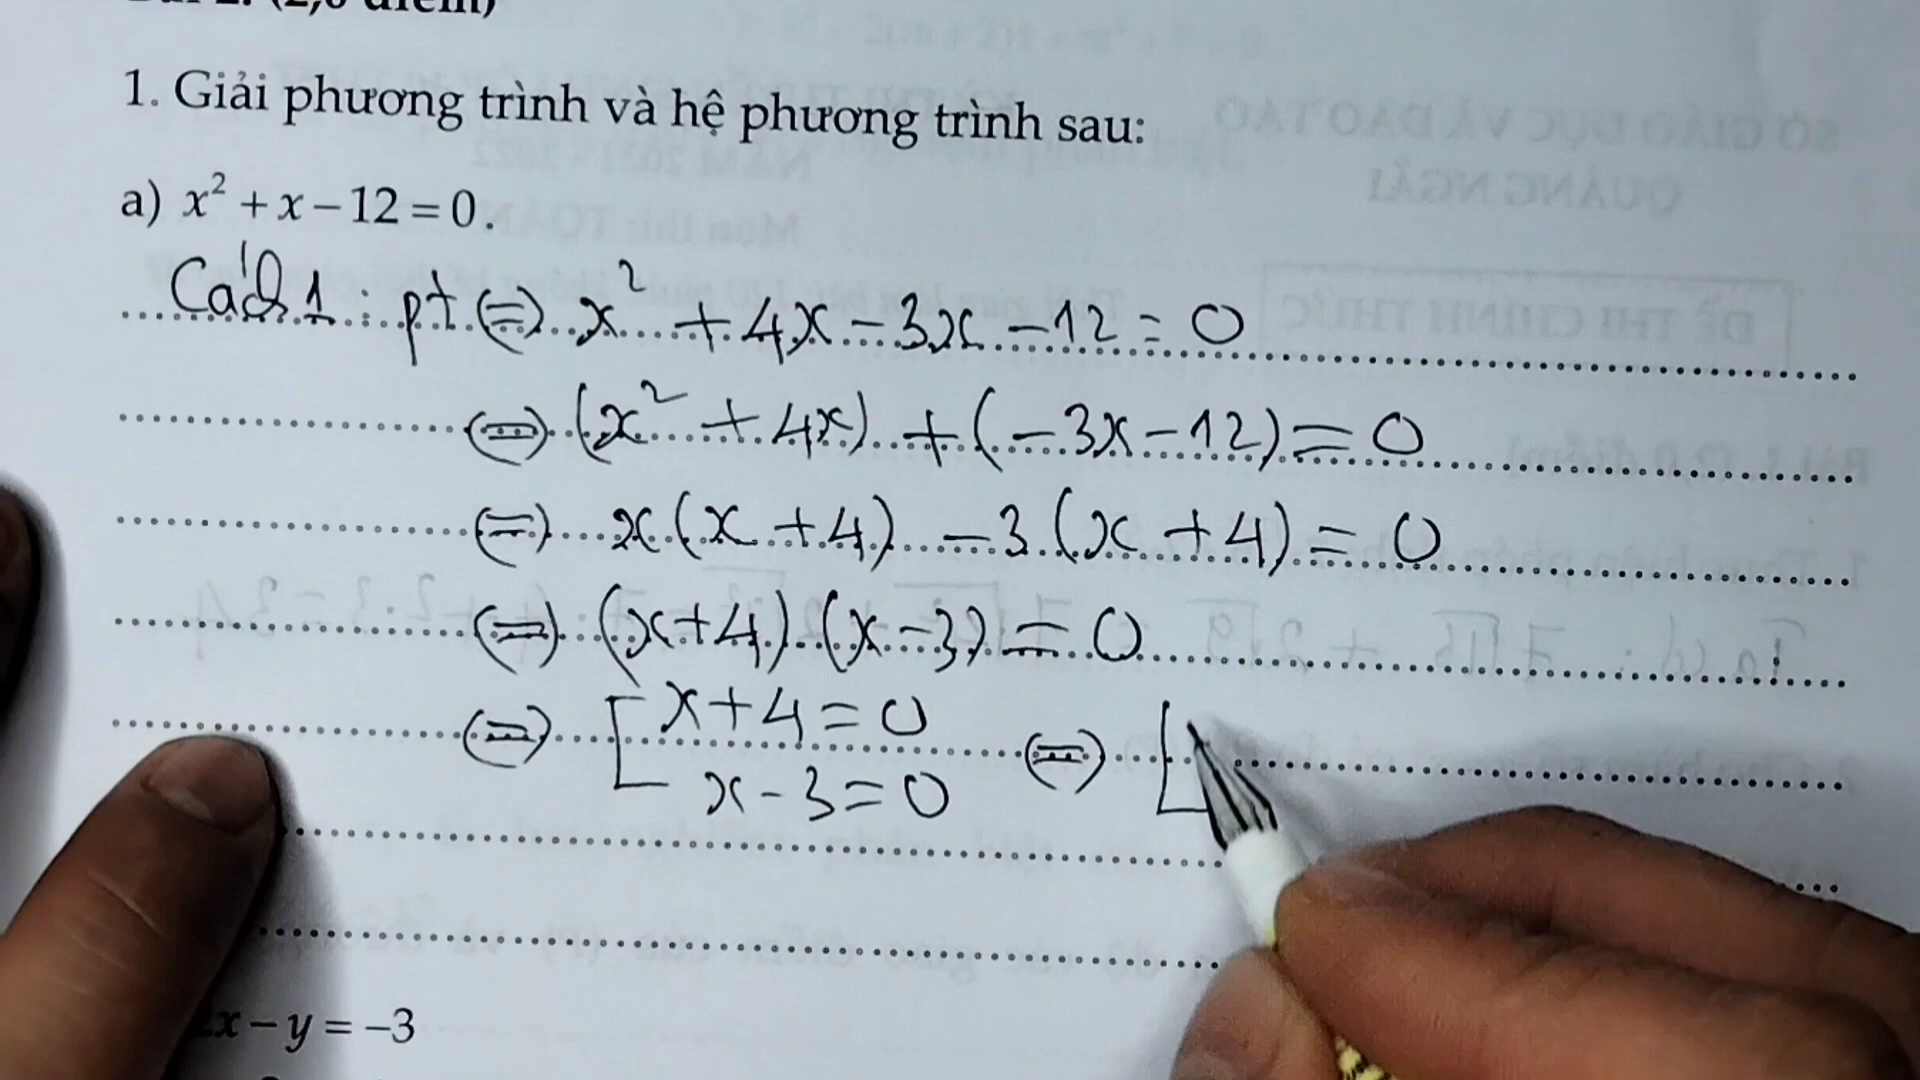 1. Giải phương trình và hệ phương trình sau:
a) x² + x − 12 = 0.
Cách 1 : pt ⇔ x² + 4x − 3x − 12 = 0
⇔ (x² + 4x) + (−3x − 12) = 0
⇔ x(x + 4) − 3.(x + 4) = 0
⇔ (x+4).(x−3) = 0
⇔ [ x + 4 = 0 ⇔ [
x − 3 = 0
x − y = −3